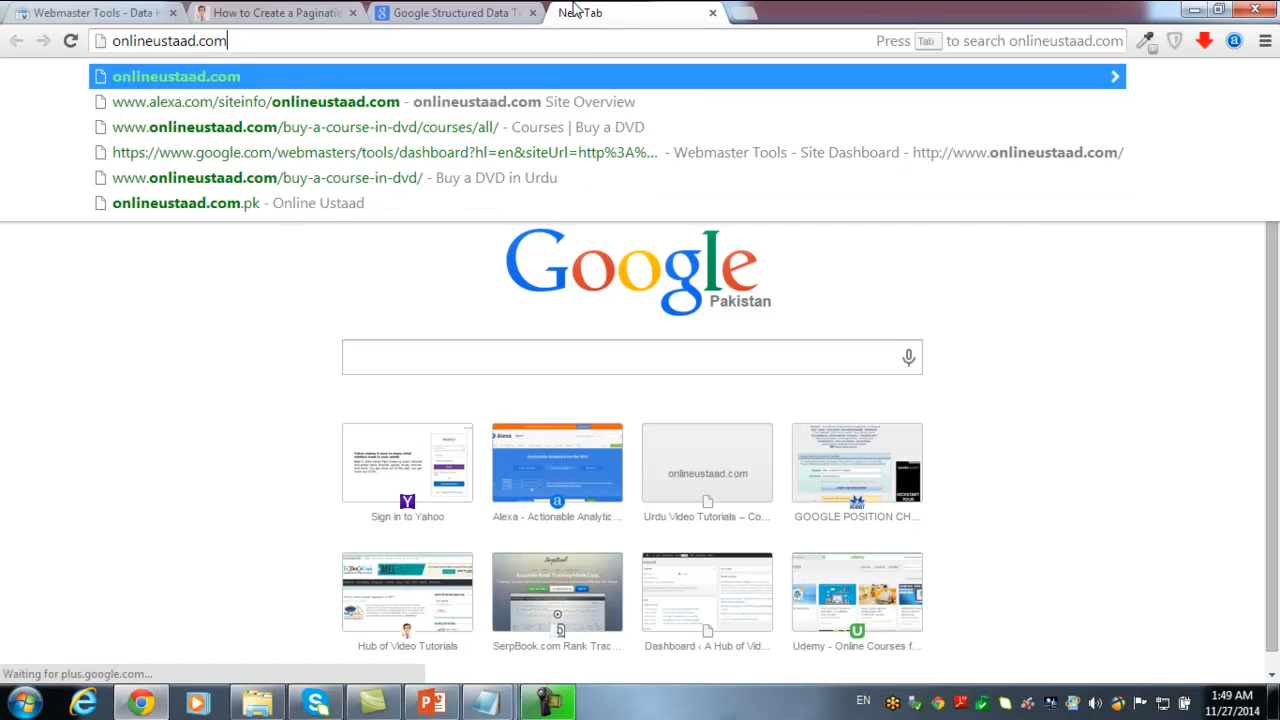 Webmaster Tools - Data H
How to Create a Paginatio
Google Structured Data T
New Tab
onlineustaad.com
Press Tab to search onlineustaad.com
onlineustaad.com
www.alexa.com/siteinfo/onlineustaad.com - onlineustaad.com Site Overview
www.onlineustaad.com/buy-a-course-in-dvd/courses/all/ - Courses | Buy a DVD
https://www.google.com/webmasters/tools/dashboard?hl=en&siteUrl=http%3A%... - Webmaster Tools - Site Dashboard - http://www.onlineustaad.com/
www.onlineustaad.com/buy-a-course-in-dvd/ - Buy a DVD in Urdu
onlineustaad.com.pk - Online Ustaad
Google
Pakistan
onlineustaad.com
Sign in to Yahoo
Alexa - Actionable Analytic...
Urdu Video Tutorials – Co...
GOOGLE POSITION CH...
Hub of Video Tutorials
SerpBook.com Rank Trac...
Dashboard ‹ A Hub of Vid...
Udemy - Online Courses f...
Waiting for plus.google.com...
EN
1:49 AM
11/27/2014